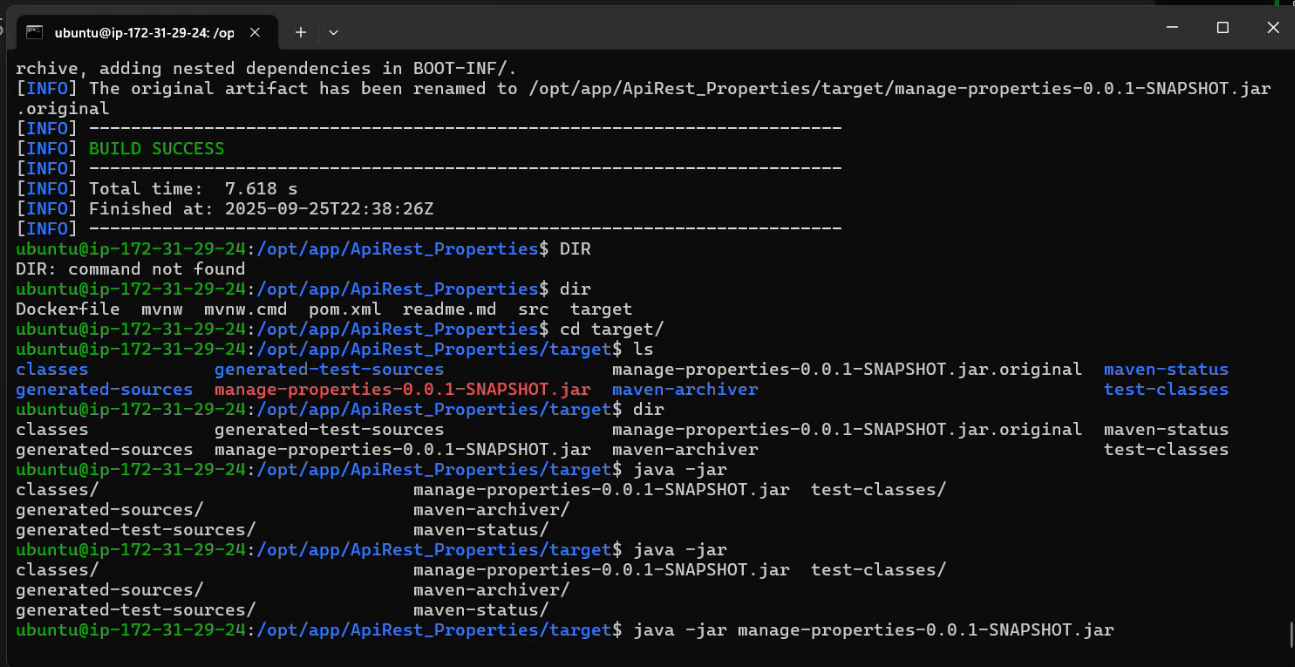 ubuntu@ip-172-31-29-24: /op
rchive, adding nested dependencies in BOOT-INF/.
[INFO] The original artifact has been renamed to /opt/app/ApiRest_Properties/target/manage-properties-0.0.1-SNAPSHOT.jar
.original
[INFO] ------------------------------------------------------------------------
[INFO] BUILD SUCCESS
[INFO] ------------------------------------------------------------------------
[INFO] Total time:  7.618 s
[INFO] Finished at: 2025-09-25T22:38:26Z
[INFO] ------------------------------------------------------------------------
ubuntu@ip-172-31-29-24:/opt/app/ApiRest_Properties$ DIR
DIR: command not found
ubuntu@ip-172-31-29-24:/opt/app/ApiRest_Properties$ dir
Dockerfile  mvnw  mvnw.cmd  pom.xml  readme.md  src  target
ubuntu@ip-172-31-29-24:/opt/app/ApiRest_Properties$ cd target/
ubuntu@ip-172-31-29-24:/opt/app/ApiRest_Properties/target$ ls
classes            generated-test-sources                manage-properties-0.0.1-SNAPSHOT.jar.original  maven-status
generated-sources  manage-properties-0.0.1-SNAPSHOT.jar  maven-archiver                                 test-classes
ubuntu@ip-172-31-29-24:/opt/app/ApiRest_Properties/target$ dir
classes            generated-test-sources                manage-properties-0.0.1-SNAPSHOT.jar.original  maven-status
generated-sources  manage-properties-0.0.1-SNAPSHOT.jar  maven-archiver                                 test-classes
ubuntu@ip-172-31-29-24:/opt/app/ApiRest_Properties/target$ java -jar
classes/                              manage-properties-0.0.1-SNAPSHOT.jar  test-classes/
generated-sources/                    maven-archiver/
generated-test-sources/               maven-status/
ubuntu@ip-172-31-29-24:/opt/app/ApiRest_Properties/target$ java -jar
classes/                              manage-properties-0.0.1-SNAPSHOT.jar  test-classes/
generated-sources/                    maven-archiver/
generated-test-sources/               maven-status/
ubuntu@ip-172-31-29-24:/opt/app/ApiRest_Properties/target$ java -jar manage-properties-0.0.1-SNAPSHOT.jar